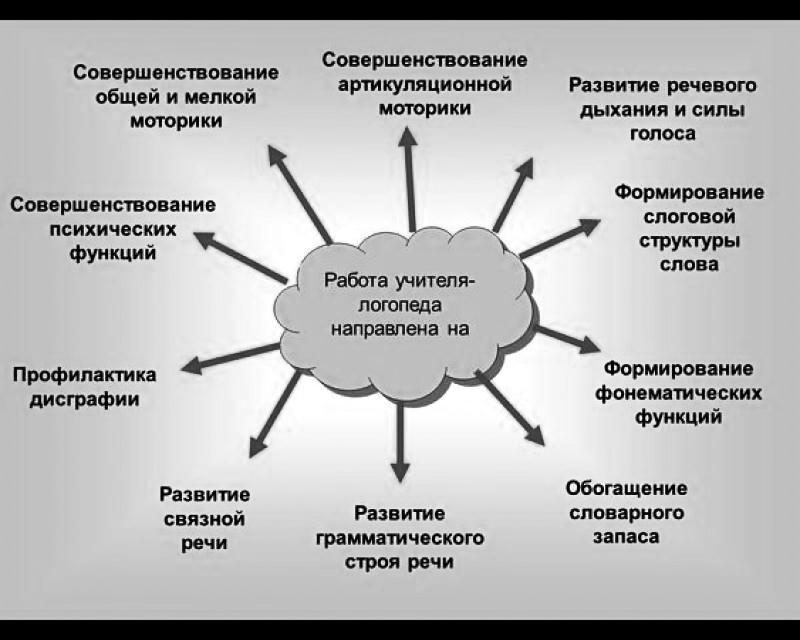 Совершенствование
общей и мелкой
моторики
Совершенствование
артикуляционной
моторики
Развитие речевого
дыхания и силы
голоса
Совершенствование
психических
функций
Формирование
слоговой
структуры
слова
Работа учителя-
логопеда
направлена на
Профилактика
дисграфии
Формирование
фонематических
функций
Развитие
связной
речи
Развитие
грамматического
строя речи
Обогащение
словарного
запаса